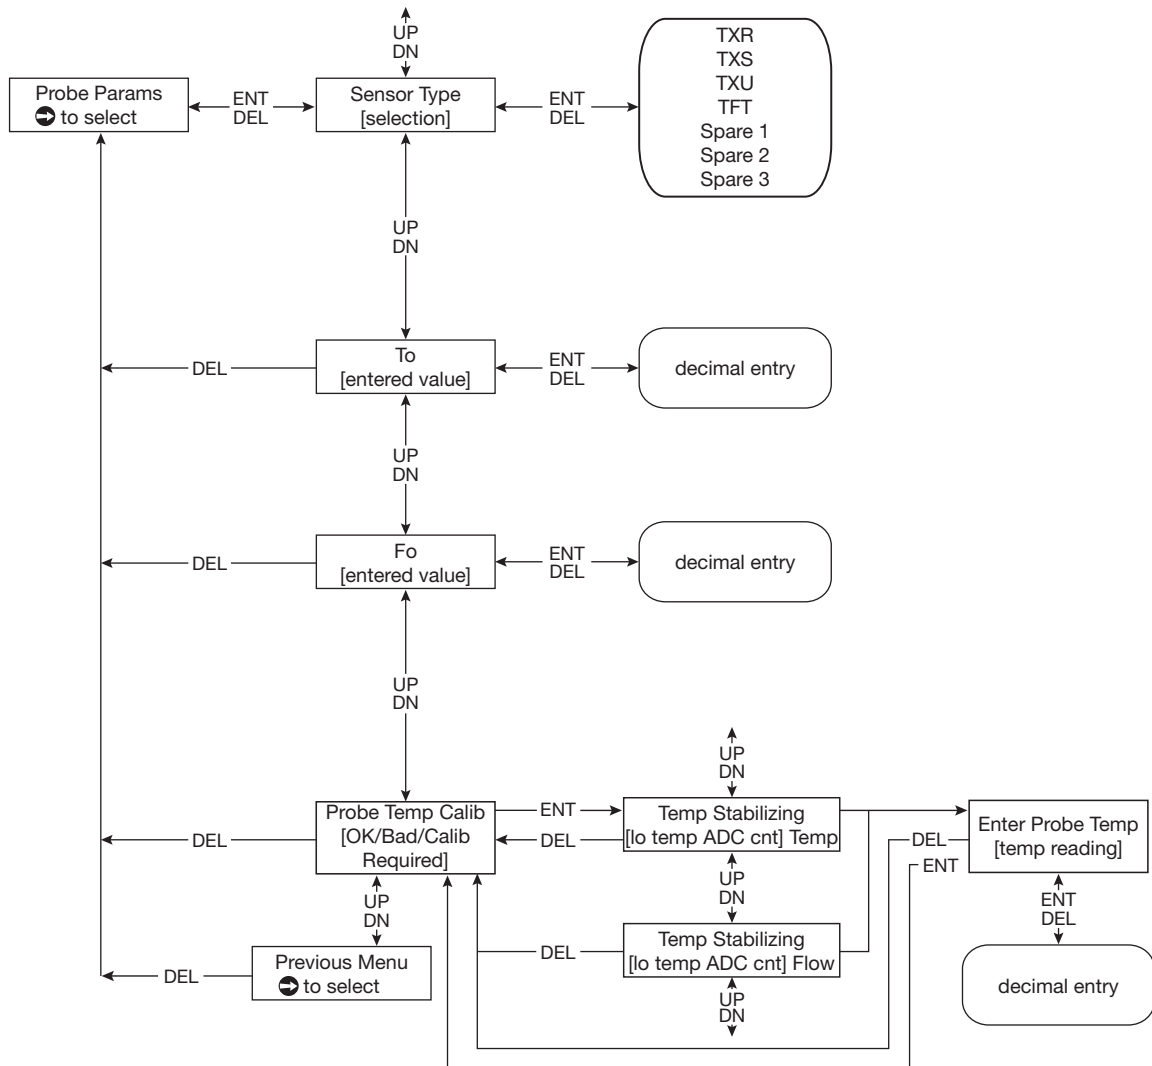 UP
DN
Probe Params
to select
ENT
DEL
Sensor Type
[selection]
ENT
DEL
TXR
TXS
TXU
TFT
Spare 1
Spare 2
Spare 3
UP
DN
DEL
To
[entered value]
ENT
DEL
decimal entry
UP
DN
DEL
Fo
[entered value]
ENT
DEL
decimal entry
UP
DN
UP
DN
DEL
Probe Temp Calib
[OK/Bad/Calib
Required]
ENT
DEL
Temp Stabilizing
[lo temp ADC cnt] Temp
DEL
ENT
Enter Probe Temp
[temp reading]
UP
DN
UP
DN
ENT
DEL
DEL
Previous Menu
to select
DEL
Temp Stabilizing
[lo temp ADC cnt] Flow
decimal entry
UP
DN